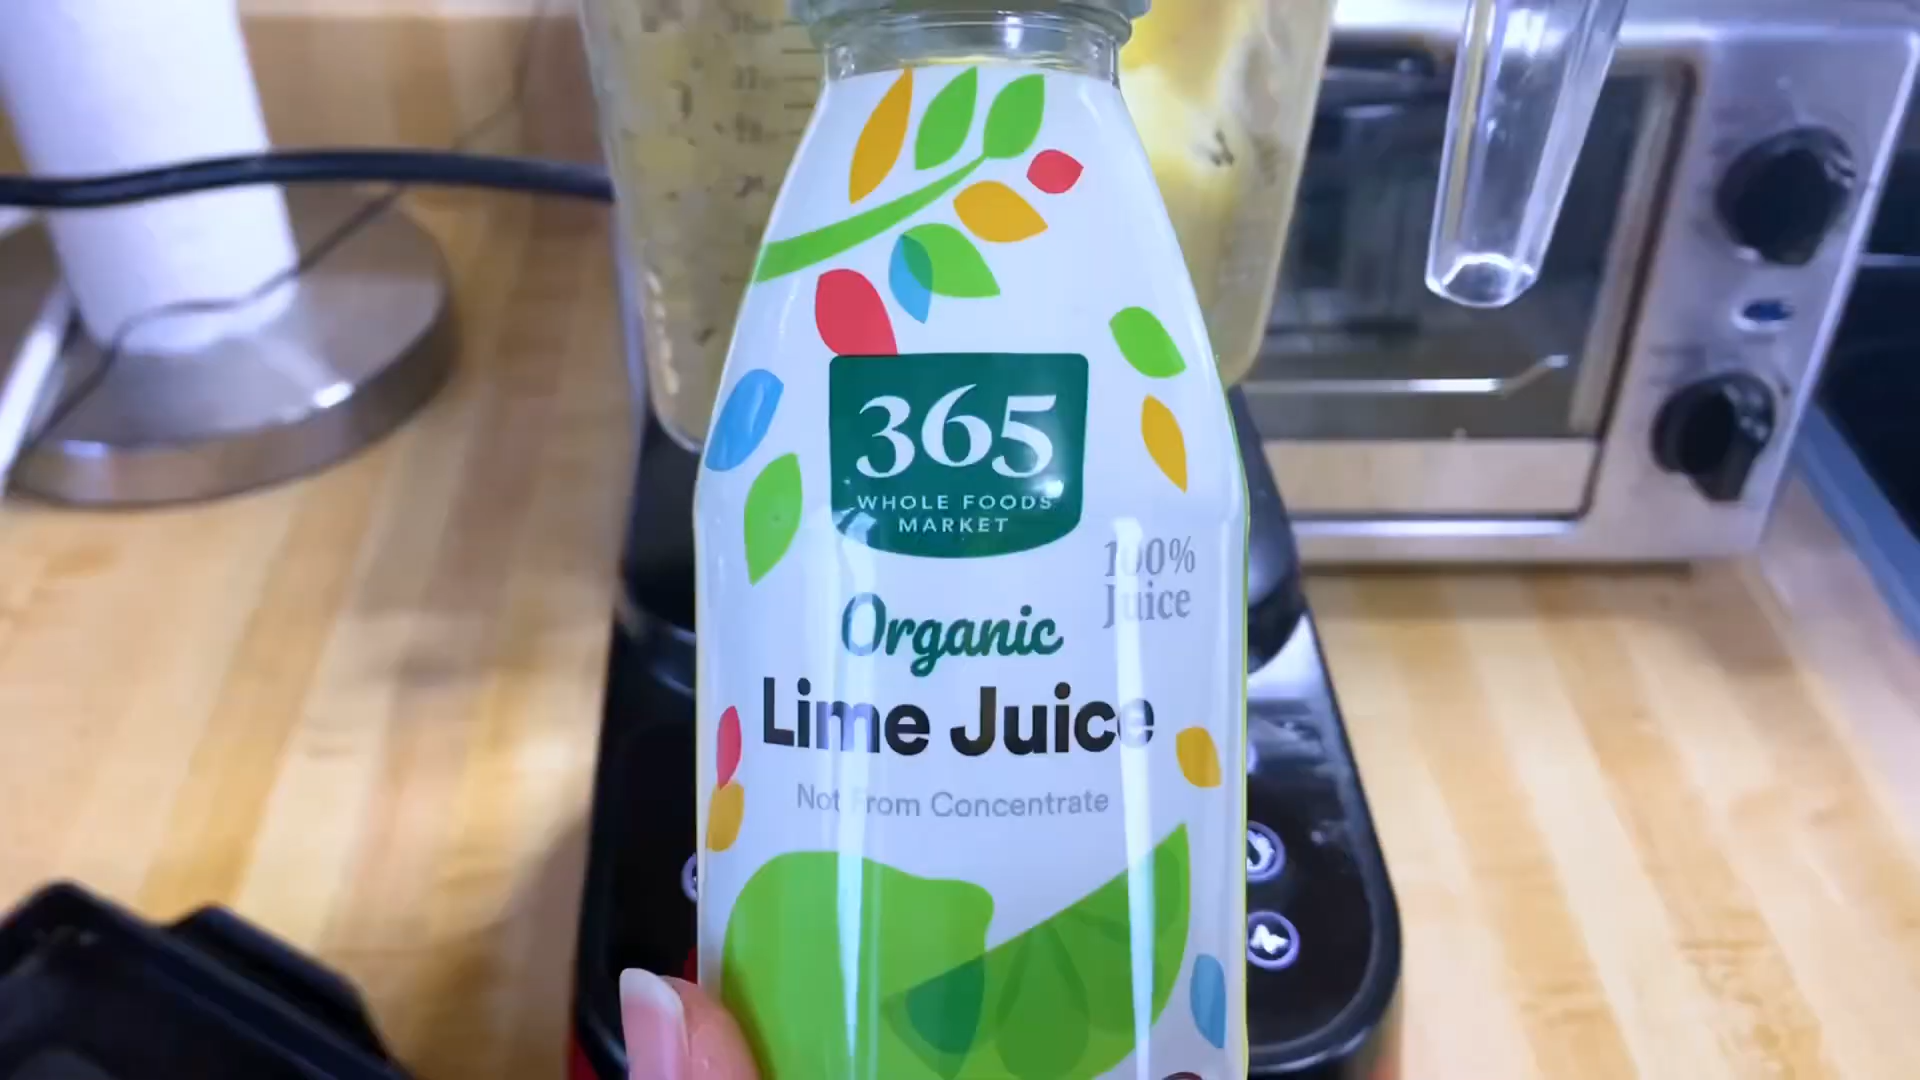 365
WHOLE FOODS
MARKET
100%
Juice
Organic
Lime Juice
Not From Concentrate